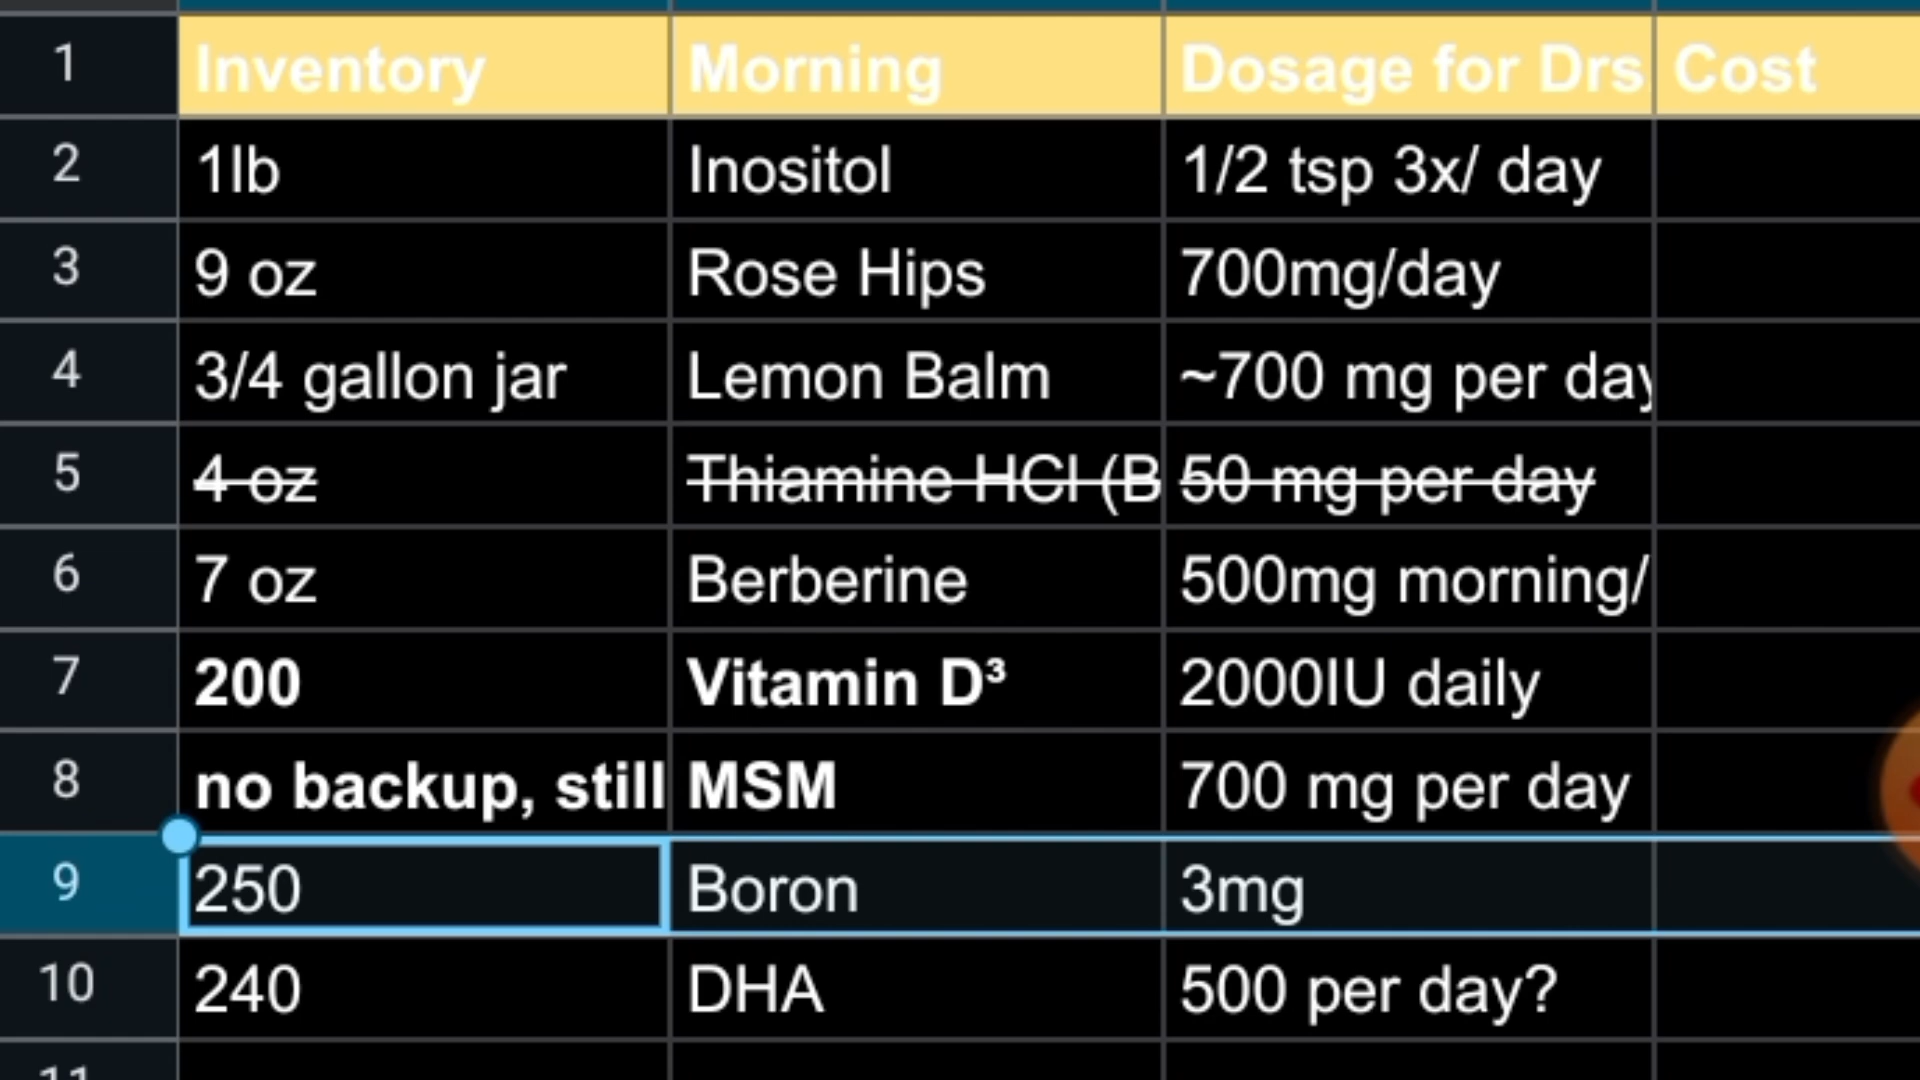 1 Inventory Morning Dosage for Drs Cost
2 1lb Inositol 1/2 tsp 3x/ day
3 9 oz Rose Hips 700mg/day
4 3/4 gallon jar Lemon Balm ~700 mg per day
5 4 oz Thiamine HCl (B 50 mg per day
6 7 oz Berberine 500mg morning/
7 200 Vitamin D³ 2000IU daily
8 no backup, still MSM 700 mg per day
9 250 Boron 3mg
10 240 DHA 500 per day?
11